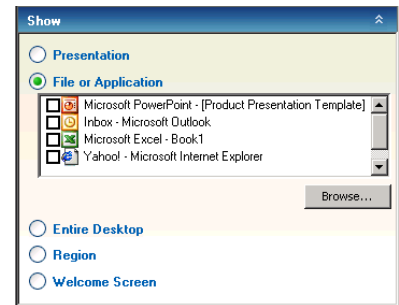 Show
Presentation
File or Application
Microsoft PowerPoint - [Product Presentation Template]
Inbox - Microsoft Outlook
Microsoft Excel - Book1
Yahoo! - Microsoft Internet Explorer
Browse...
Entire Desktop
Region
Welcome Screen